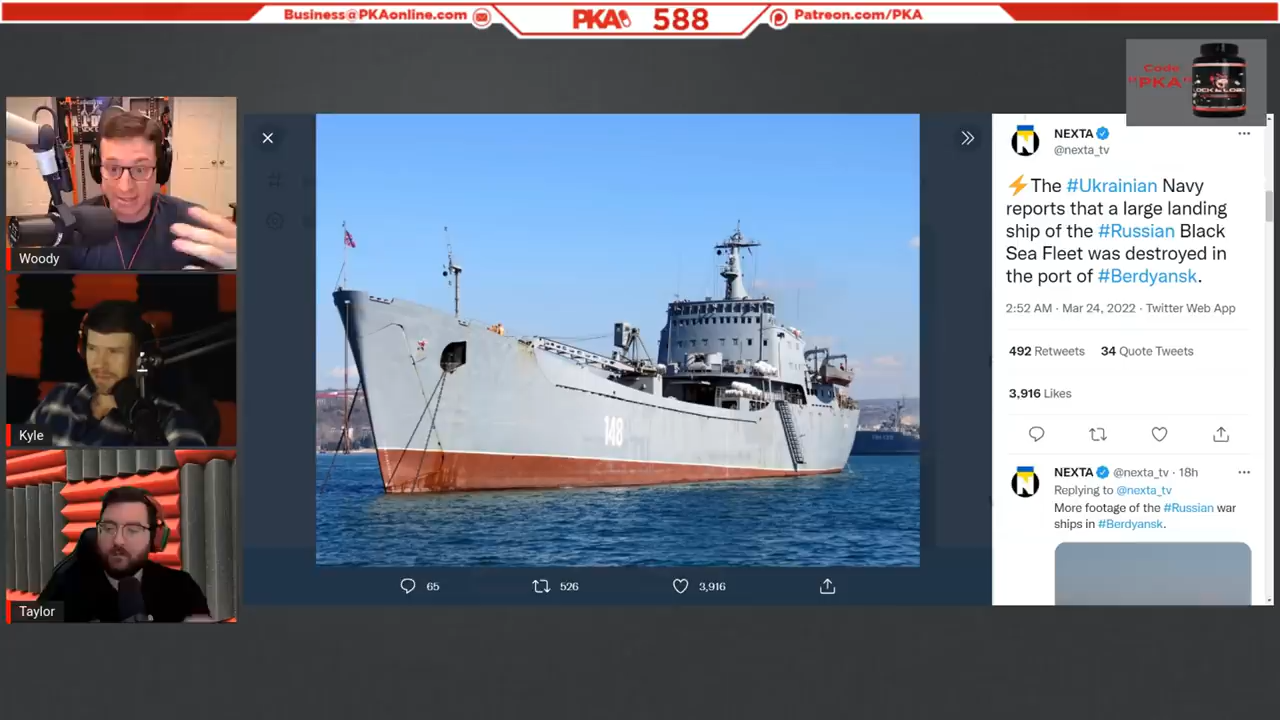 Business@PKAonline.com
PKA 588
Patreon.com/PKA
Code
"PKA"
Woody
Kyle
Taylor
148
65
526
3,916
NEXTA
@nexta_tv
⚡The #Ukrainian Navy
reports that a large landing
ship of the #Russian Black
Sea Fleet was destroyed in
the port of #Berdyansk.
2:52 AM · Mar 24, 2022 · Twitter Web App
492 Retweets 34 Quote Tweets
3,916 Likes
NEXTA @nexta_tv · 18h
Replying to @nexta_tv
More footage of the #Russian war
ships in #Berdyansk.